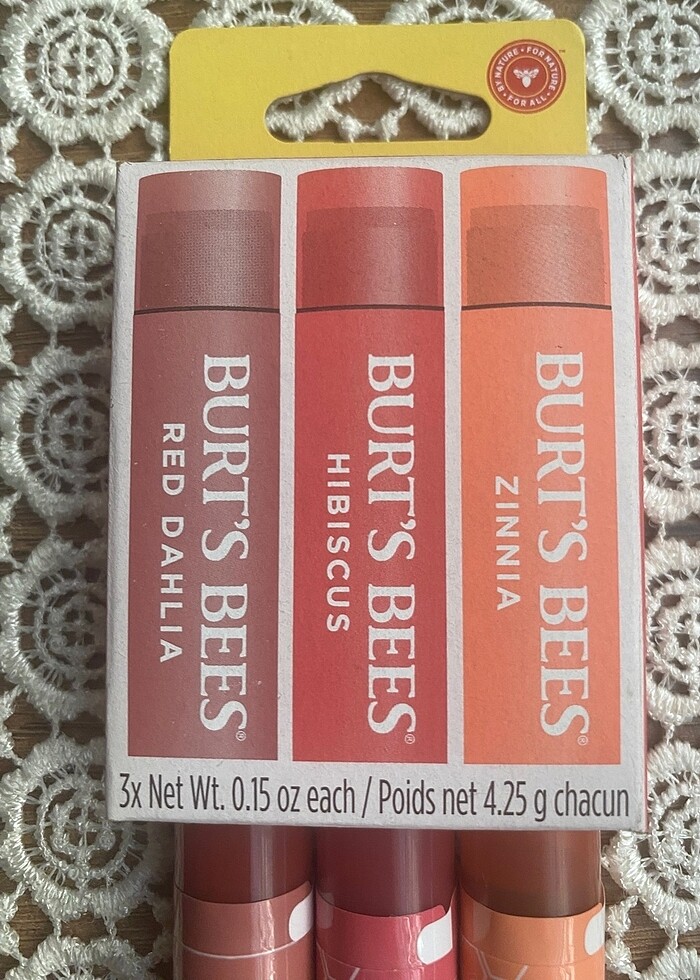 BY NATURE • FOR NATURE • FOR ALL •
™
BURT'S BEES®
RED DAHLIA
BURT'S BEES®
HIBISCUS
BURT'S BEES®
ZINNIA
3x Net Wt. 0.15 oz each / Poids net 4.25 g chacun